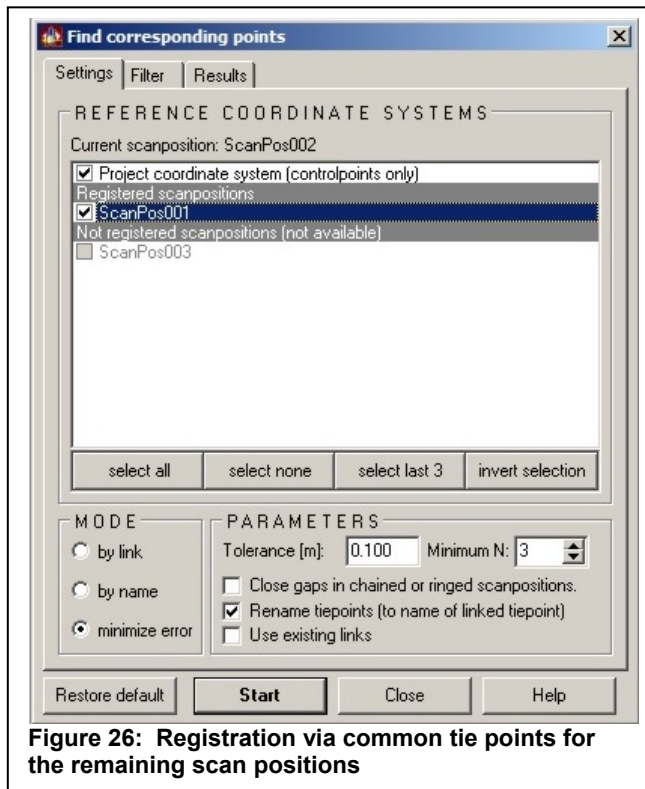 Find corresponding points
Settings Filter Results
REFERENCE COORDINATE SYSTEMS
Current scanposition: ScanPos002
Project coordinate system (controlpoints only)
Registered scanpositions
ScanPos001
Not registered scanpositions (not available)
ScanPos003
select all select none select last 3 invert selection
MODE
by link
by name
minimize error
PARAMETERS
Tolerance [m]: 0.100 Minimum N: 3
Close gaps in chained or ringed scanpositions.
Rename tiepoints (to name of linked tiepoint)
Use existing links
Restore default Start Close Help
Figure 26: Registration via common tie points for
the remaining scan positions